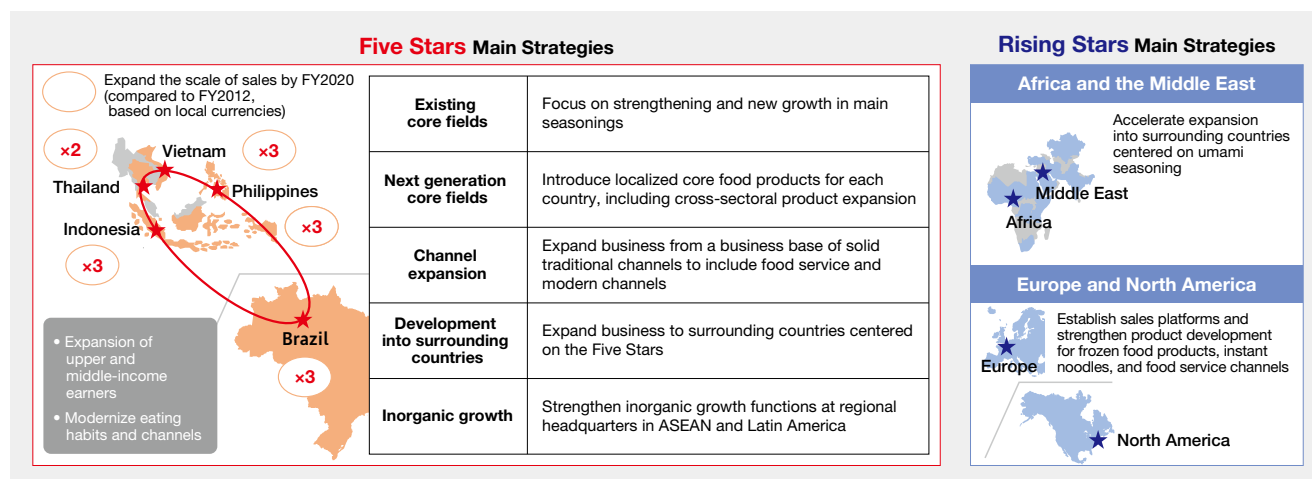 Five Stars Main Strategies
Expand the scale of sales by FY2020
(compared to FY2012,
based on local currencies)
×2
Vietnam
×3
Thailand
Philippines
Indonesia
×3
×3
Brazil
×3
• Expansion of
upper and
middle-income
earners
• Modernize eating
habits and channels
Existing
core fields
Focus on strengthening and new growth in main
seasonings
Next generation
core fields
Introduce localized core food products for each
country, including cross-sectoral product expansion
Channel
expansion
Expand business from a business base of solid
traditional channels to include food service and
modern channels
Development
into surrounding
countries
Expand business to surrounding countries centered
on the Five Stars
Inorganic growth
Strengthen inorganic growth functions at regional
headquarters in ASEAN and Latin America
Rising Stars Main Strategies
Africa and the Middle East
Accelerate expansion
into surrounding countries
centered on umami
seasoning
Middle East
Africa
Europe and North America
Establish sales platforms and
strengthen product development
for frozen food products, instant
noodles, and food service channels
Europe
North America